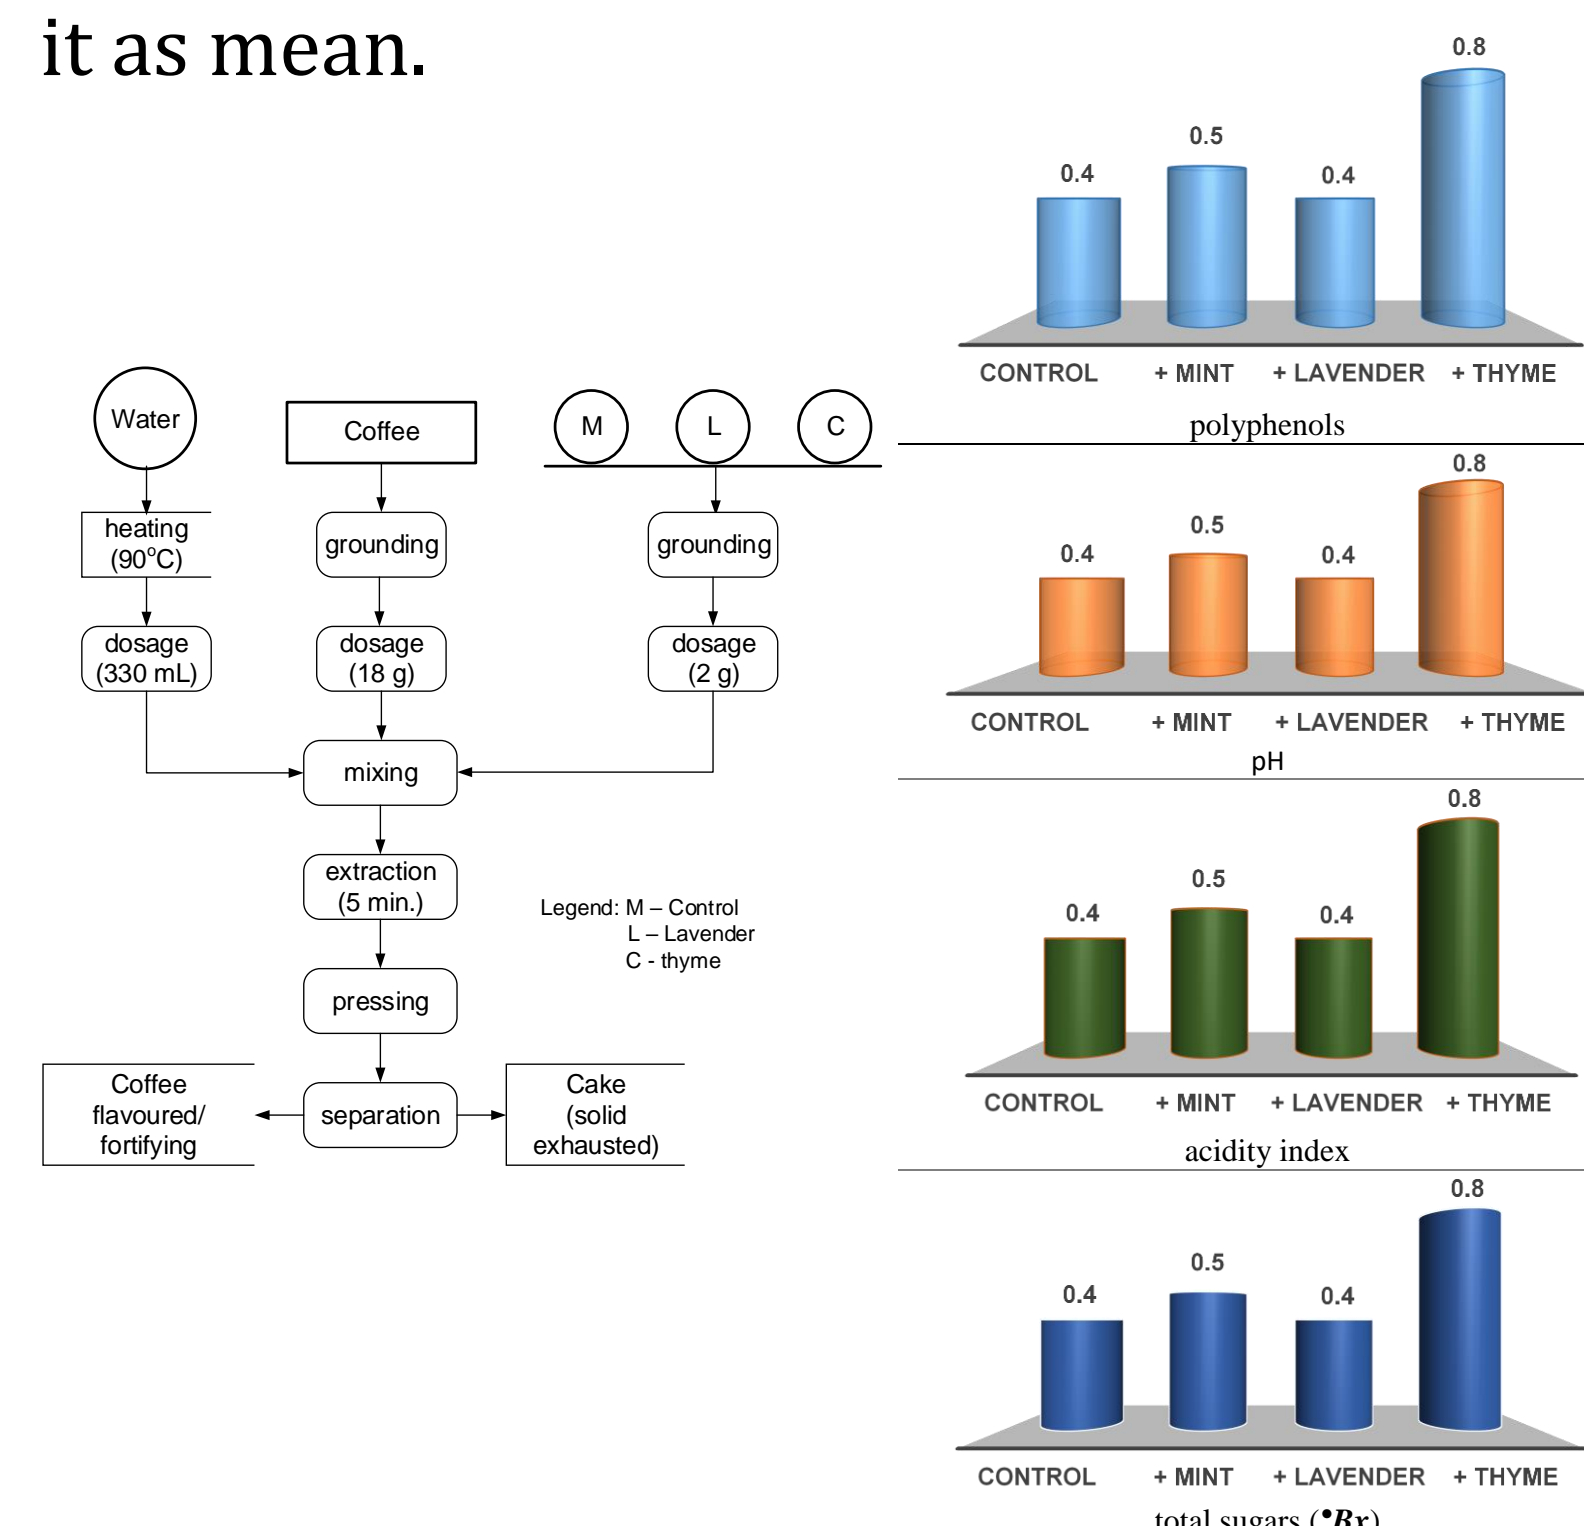 it as mean.
Water
Coffee
M L C
heating
(90°C)
grounding
grounding
dosage
(330 mL)
dosage
(18 g)
dosage
(2 g)
mixing
extraction
(5 min.)
pressing
separation
Coffee
flavoured/
fortifying
Cake
(solid
exhausted)
Legend: M – Control
L – Lavender
C - thyme
0.4 0.5 0.4 0.8
CONTROL + MINT + LAVENDER + THYME
polyphenols
0.4 0.5 0.4 0.8
CONTROL + MINT + LAVENDER + THYME
pH
0.4 0.5 0.4 0.8
CONTROL + MINT + LAVENDER + THYME
acidity index
0.4 0.5 0.4 0.8
CONTROL + MINT + LAVENDER + THYME
total sugars (•Br)